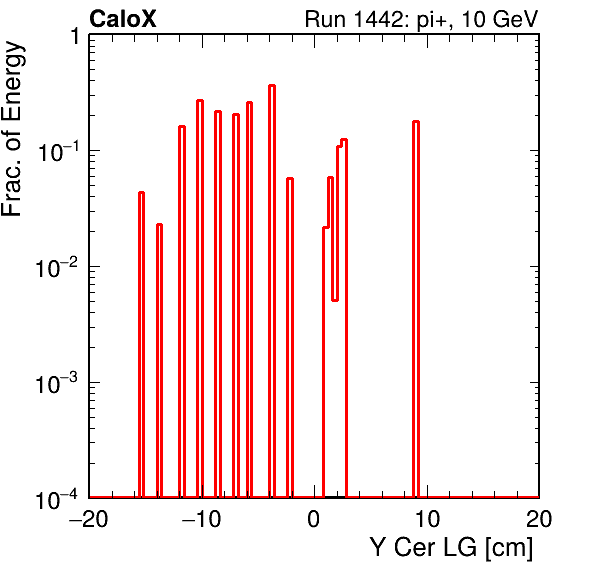 CaloX Run 1442: pi+, 10 GeV
Frac. of Energy
1
10⁻¹
10⁻²
10⁻³
10⁻⁴
−20 −10 0 10 20
Y Cer LG [cm]